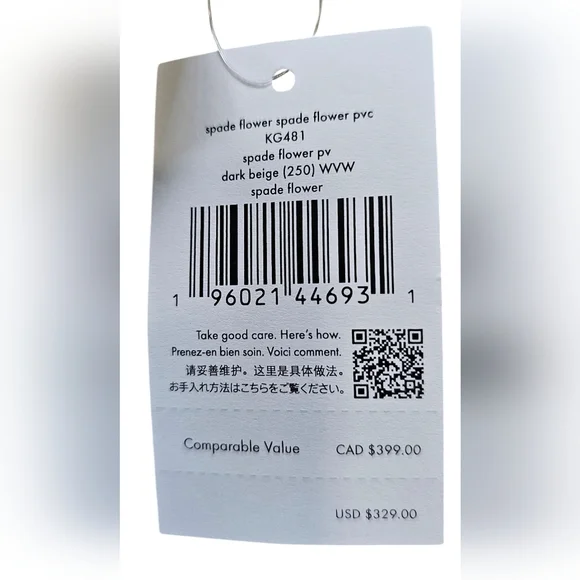 spade flower spade flower pvc
KG481
spade flower pv
dark beige (250) WVW
spade flower
1 96021 44693 1
Take good care. Here's how.
Prenez-en bien soin. Voici comment.
请妥善维护。这里是具体做法。
お手入れ方法はこちらをご覧ください。
Comparable Value CAD $399.00
USD $329.00